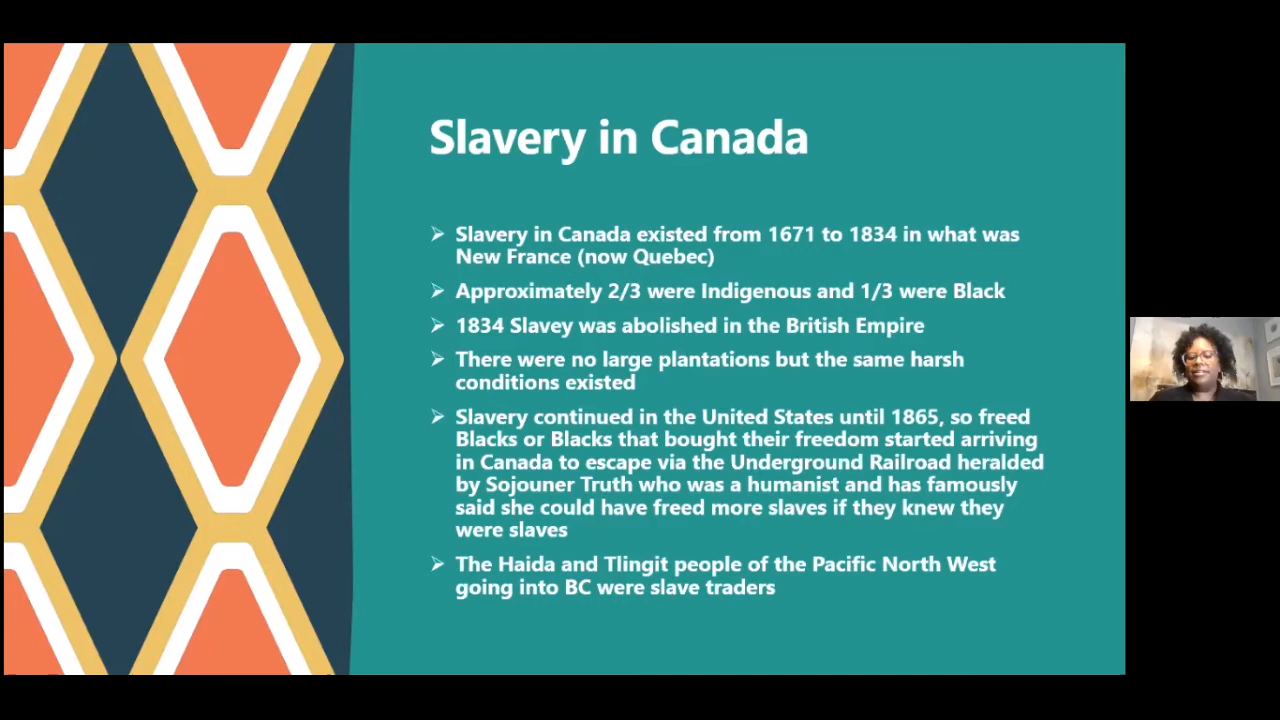 Slavery in Canada
➢ Slavery in Canada existed from 1671 to 1834 in what was
New France (now Quebec)
➢ Approximately 2/3 were Indigenous and 1/3 were Black
➢ 1834 Slavey was abolished in the British Empire
➢ There were no large plantations but the same harsh
conditions existed
➢ Slavery continued in the United States until 1865, so freed
Blacks or Blacks that bought their freedom started arriving
in Canada to escape via the Underground Railroad heralded
by Sojouner Truth who was a humanist and has famously
said she could have freed more slaves if they knew they
were slaves
➢ The Haida and Tlingit people of the Pacific North West
going into BC were slave traders